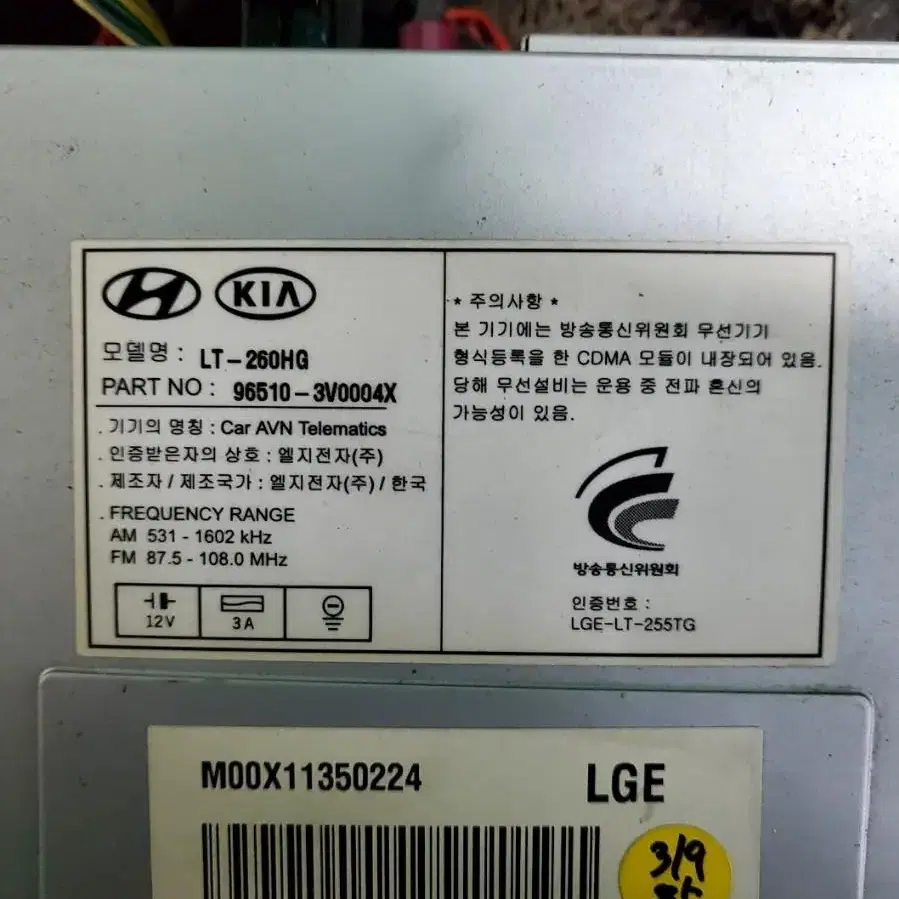 KIA
모델명 : LT-260HG
PART NO : 96510-3V0004X
. 기기의 명칭 : Car AVN Telematics
. 인증받은자의 상호 : 엘지전자(주)
. 제조자 / 제조국가 : 엘지전자(주) / 한국
. FREQUENCY RANGE
AM 531 - 1602 kHz
FM 87.5 - 108.0 MHz
12V
3A
* 주의사항 *
본 기기에는 방송통신위원회 무선기기
형식등록을 한 CDMA 모듈이 내장되어 있음.
당해 무선설비는 운용 중 전파 혼신의
가능성이 있음.
방송통신위원회
인증번호 :
LGE-LT-255TG
M00X11350224
LGE
3/9